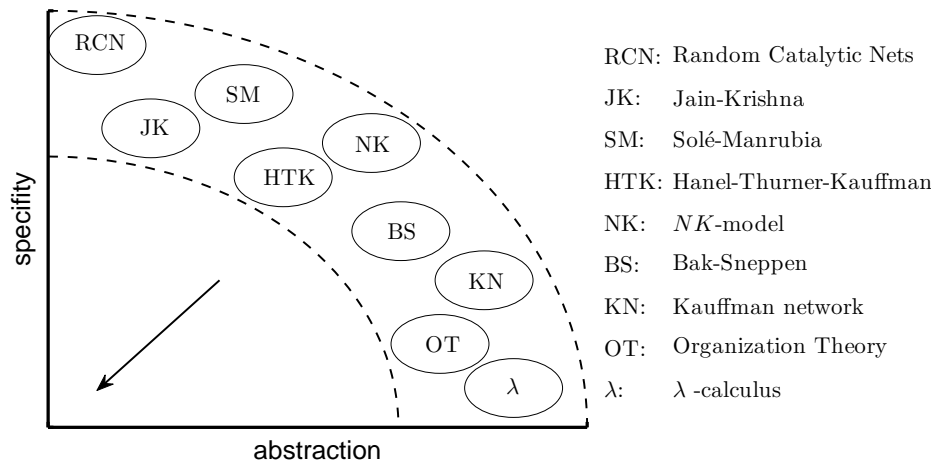 RCN
SM
JK
NK
HTK
BS
KN
OT
λ
specifity
abstraction
RCN: Random Catalytic Nets
JK: Jain-Krishna
SM: Solé-Manrubia
HTK: Hanel-Thurner-Kauffman
NK: NK-model
BS: Bak-Sneppen
KN: Kauffman network
OT: Organization Theory
λ: λ -calculus